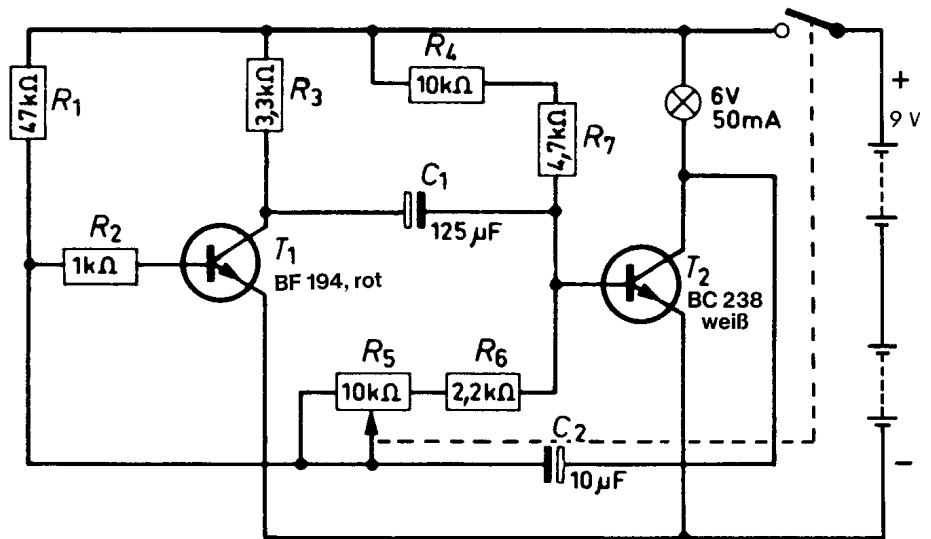 R4
10kΩ
47kΩ
R1
3,3kΩ
R3
6V
50mA
+
9 V
4,7kΩ
R7
C1
125 µF
R2
1kΩ
T1
BF 194, rot
T2
BC 238
weiß
R5
10kΩ
R6
2,2kΩ
C2
10µF
-